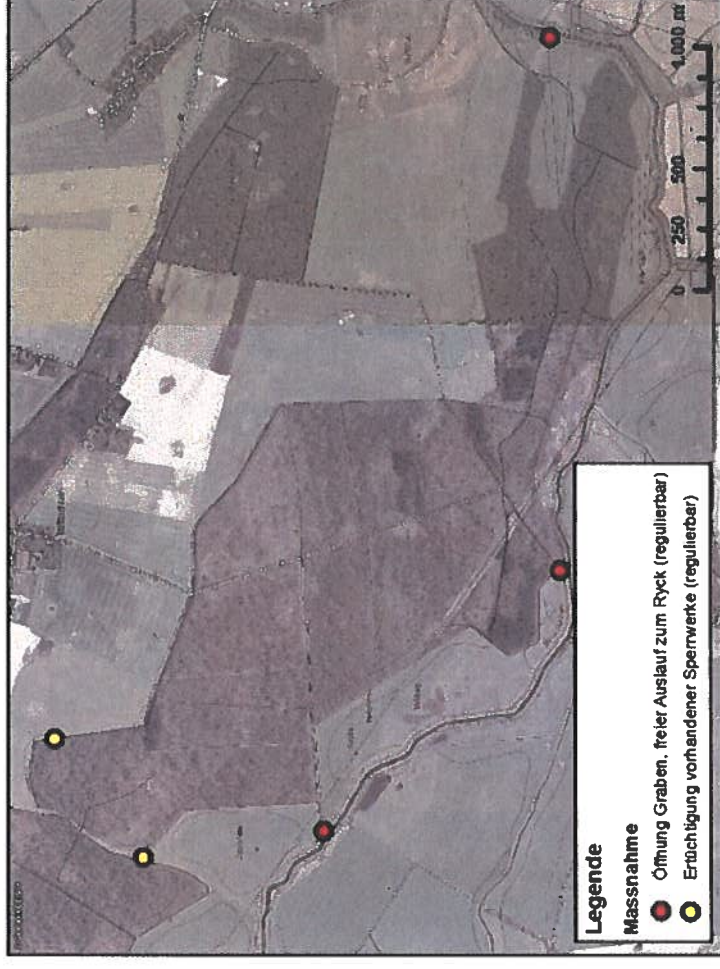 0 250 500 1.000 m
Legende
Massnahme
Öffnung Graben, freier Auslauf zum Ryck (regulierbar)
Ertüchtigung vorhandener Sperrwerke (regulierbar)